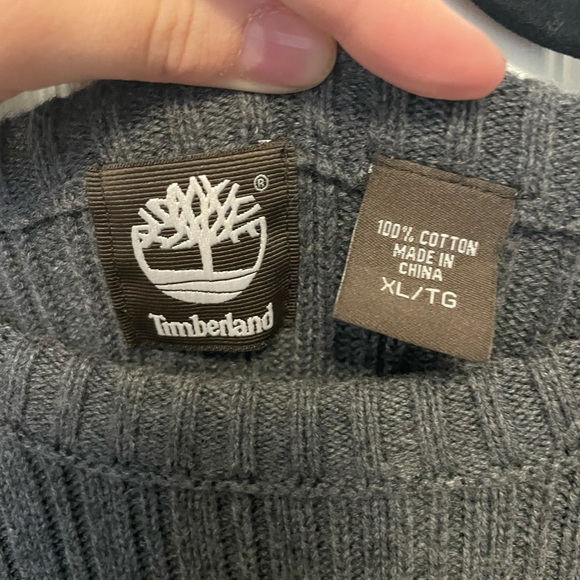 ®
Timberland
100% COTTON
MADE IN
CHINA
XL/TG